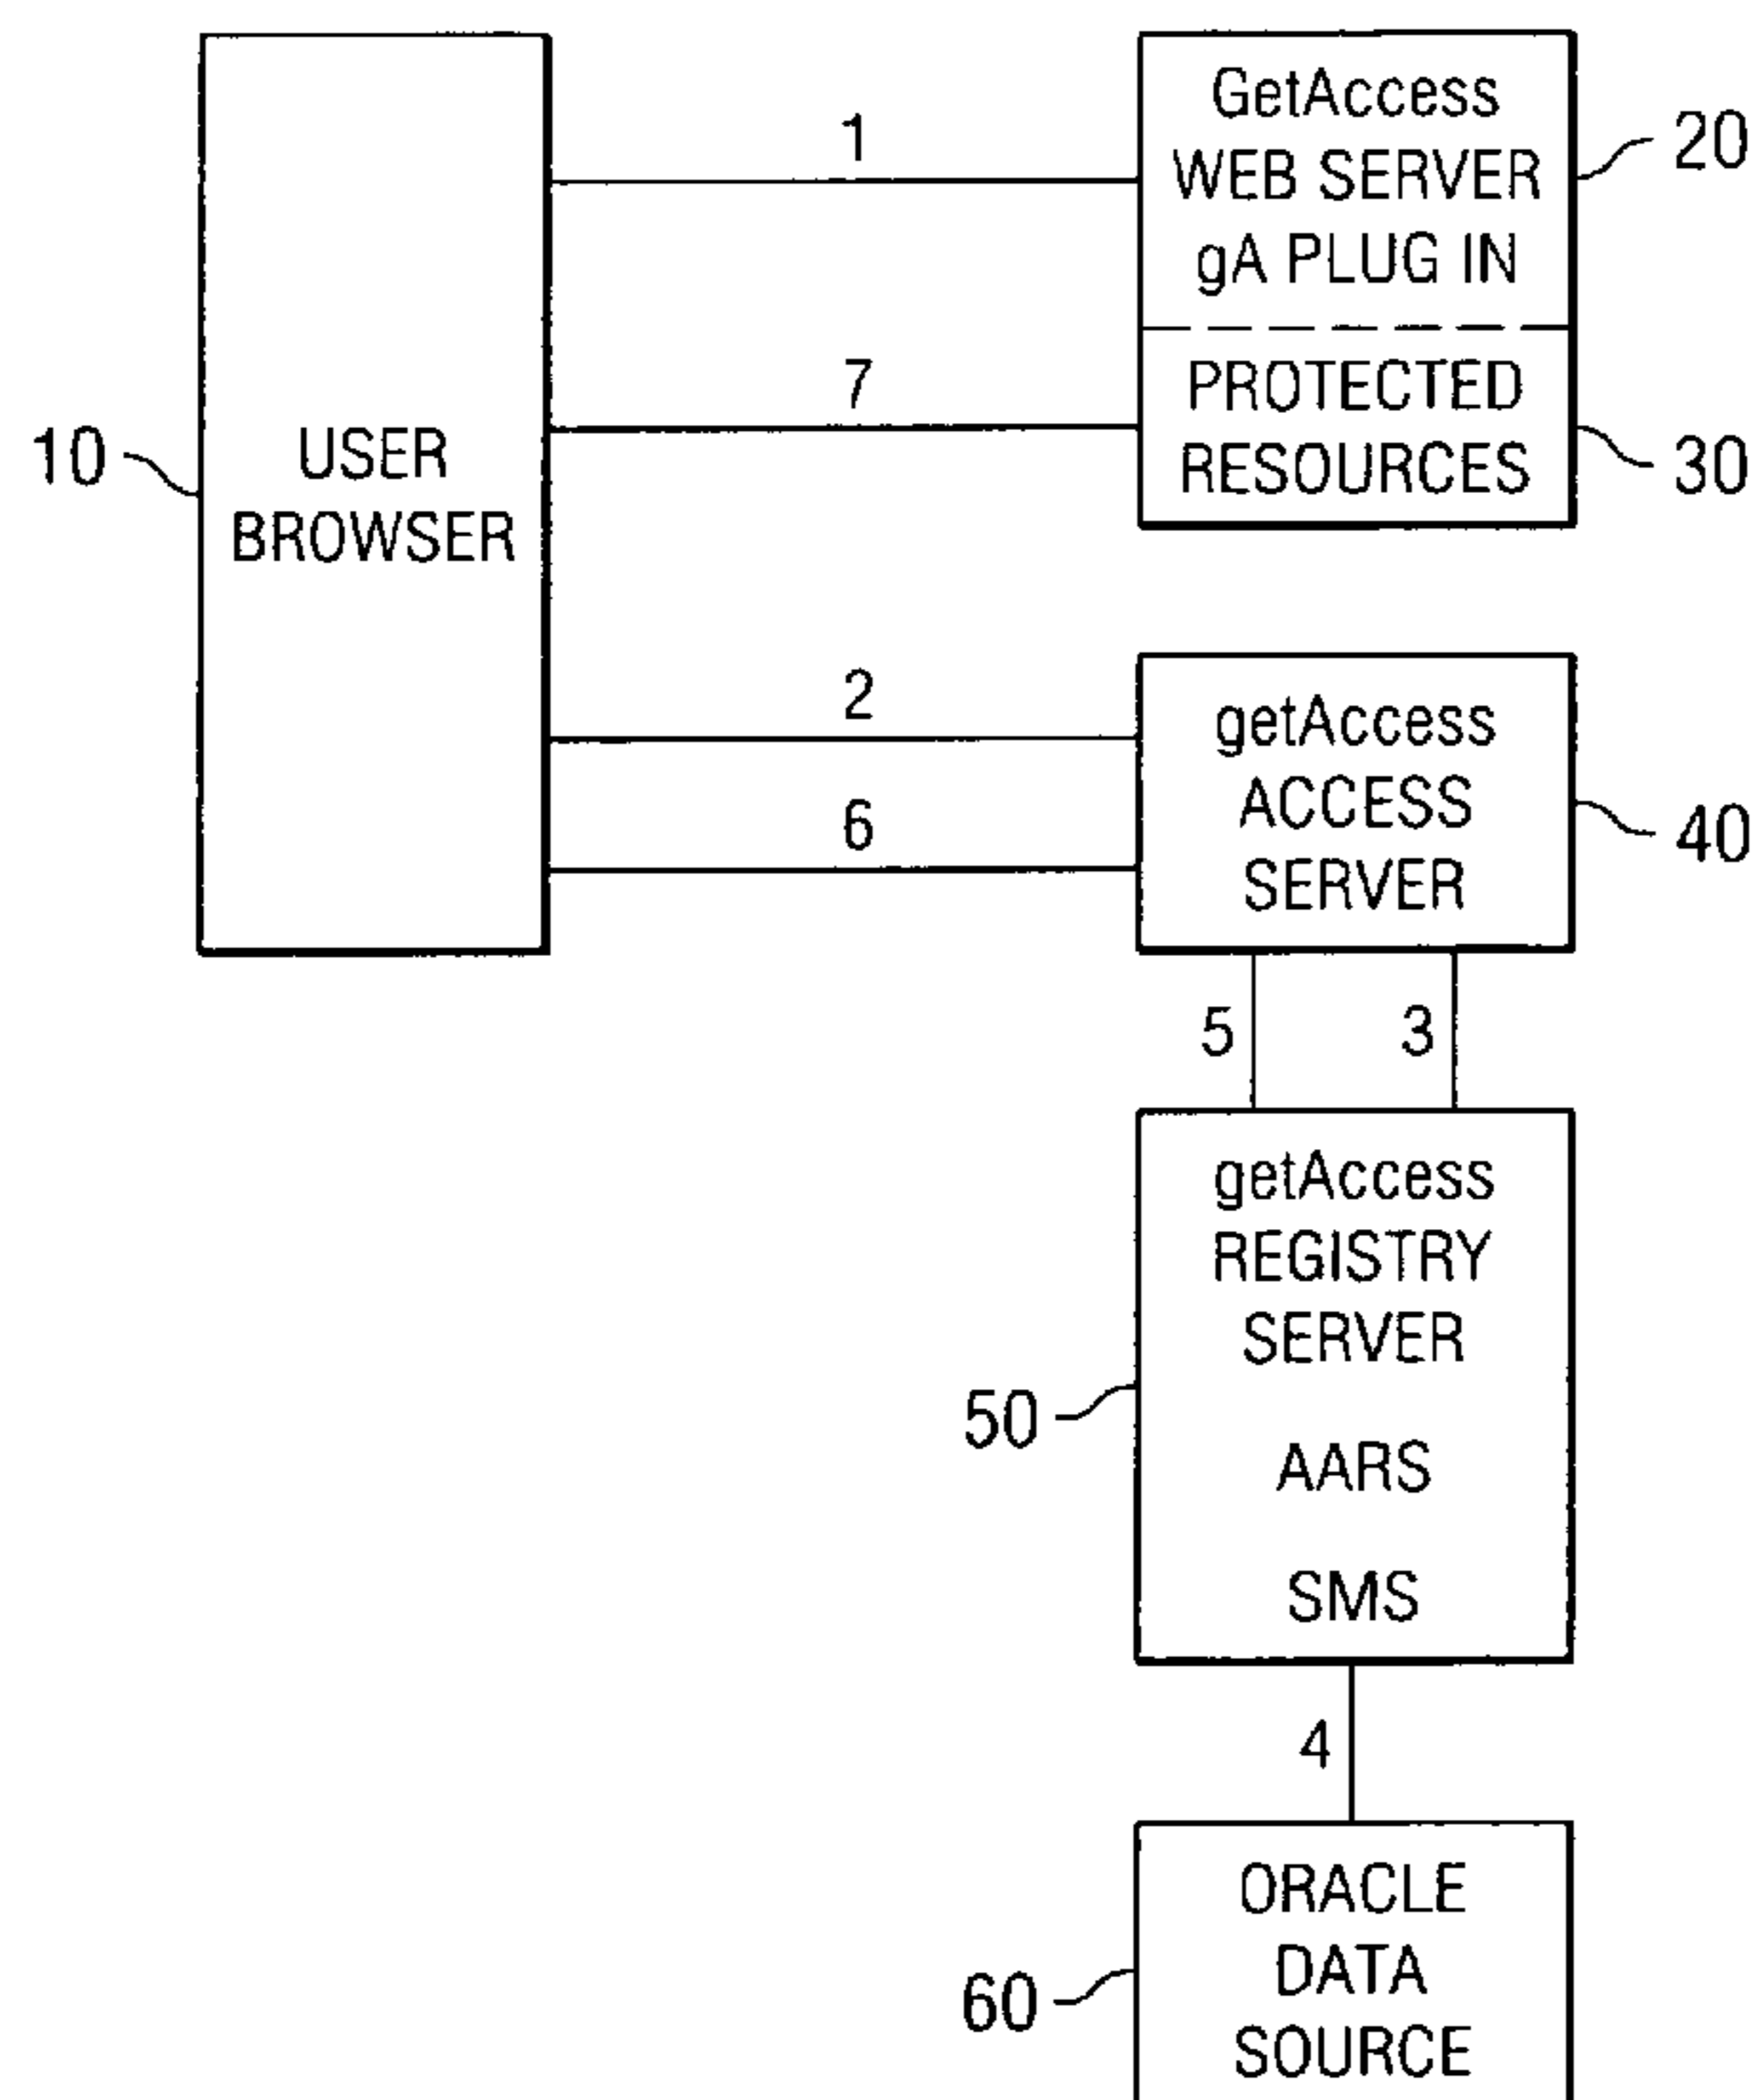 GetAccess
WEB SERVER
gA PLUG IN
20
1
PROTECTED
RESOURCES
30
7
10
USER
BROWSER
2
6
getAccess
ACCESS
SERVER
40
5
3
getAccess
REGISTRY
SERVER
AARS
SMS
50
4
ORACLE
DATA
SOURCE
60